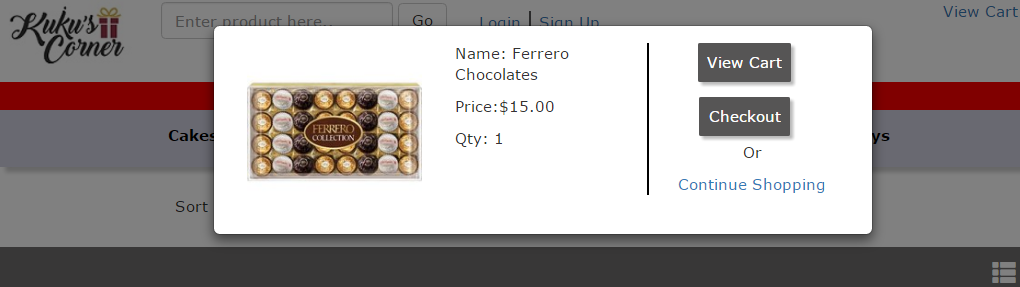 Kuku's
Corner
Enter product here..
Go
Login
Sign Up
View Cart
Name: Ferrero
Chocolates
Price:$15.00
Qty: 1
FERRERO
COLLECTION
View Cart
Checkout
Or
Continue Shopping
Cakes
Sort